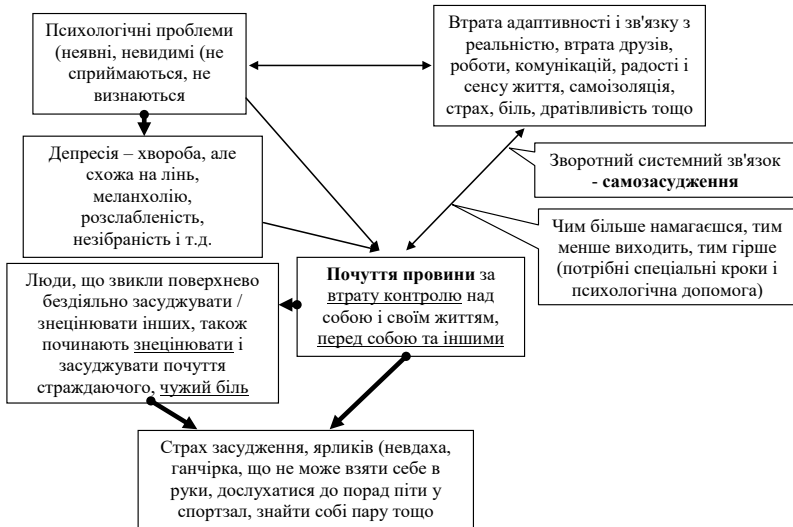 Психологічні проблеми
(неявні, невидимі (не
сприймаються, не
визнаються
Втрата адаптивності і зв'язку з
реальністю, втрата друзів,
роботи, комунікацій, радості і
сенсу життя, самоізоляція,
страх, біль, дратівливість тощо
Депресія – хвороба, але
схожа на лінь,
меланхолію,
розслабленість,
незібраність і т.д.
Зворотний системний зв'язок
- самозасудження
Чим більше намагаєшся, тим
менше виходить, тим гірше
(потрібні спеціальні кроки і
психологічна допомога)
Люди, що звикли поверхнево
бездіяльно засуджувати /
знецінювати інших, також
починають знецінювати і
засуджувати почуття
страждаючого, чужий біль
Почуття провини за
втрату контролю над
собою і своїм життям,
перед собою та іншими
Страх засудження, ярликів (невдаха,
ганчірка, що не може взяти себе в
руки, дослухатися до порад піти у
спортзал, знайти собі пару тощо